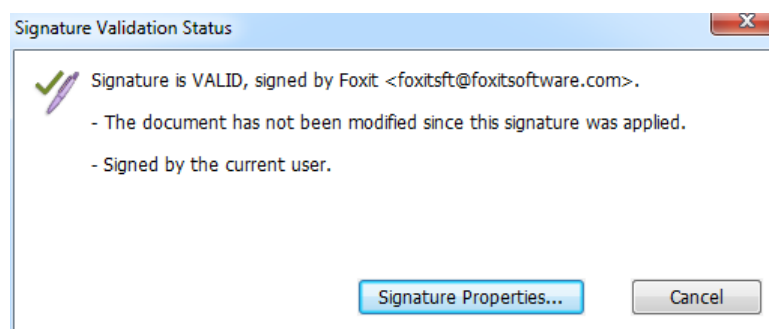 Signature Validation Status
Signature is VALID, signed by Foxit <foxitsft@foxitsoftware.com>.
- The document has not been modified since this signature was applied.
- Signed by the current user.
Signature Properties... Cancel